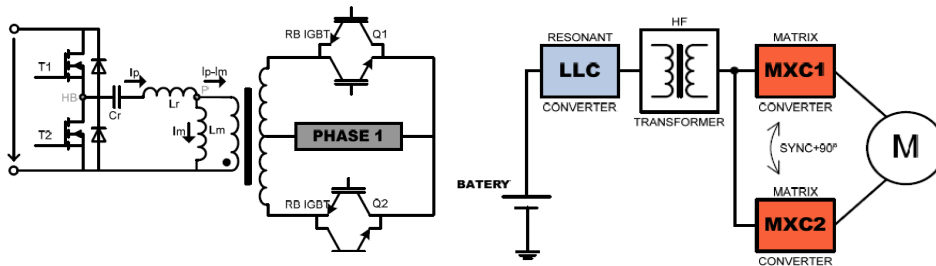 RB IGBT
Q1
T1
Ip
Ip-Im
P
HB
Cr
Lr
T2
Im
Lm
PHASE 1
RB IGBT
Q2
RESONANT
LLC
CONVERTER
HF
TRANSFORMER
MATRIX
MXC1
CONVERTER
SYNC+90º
M
BATERY
MATRIX
MXC2
CONVERTER